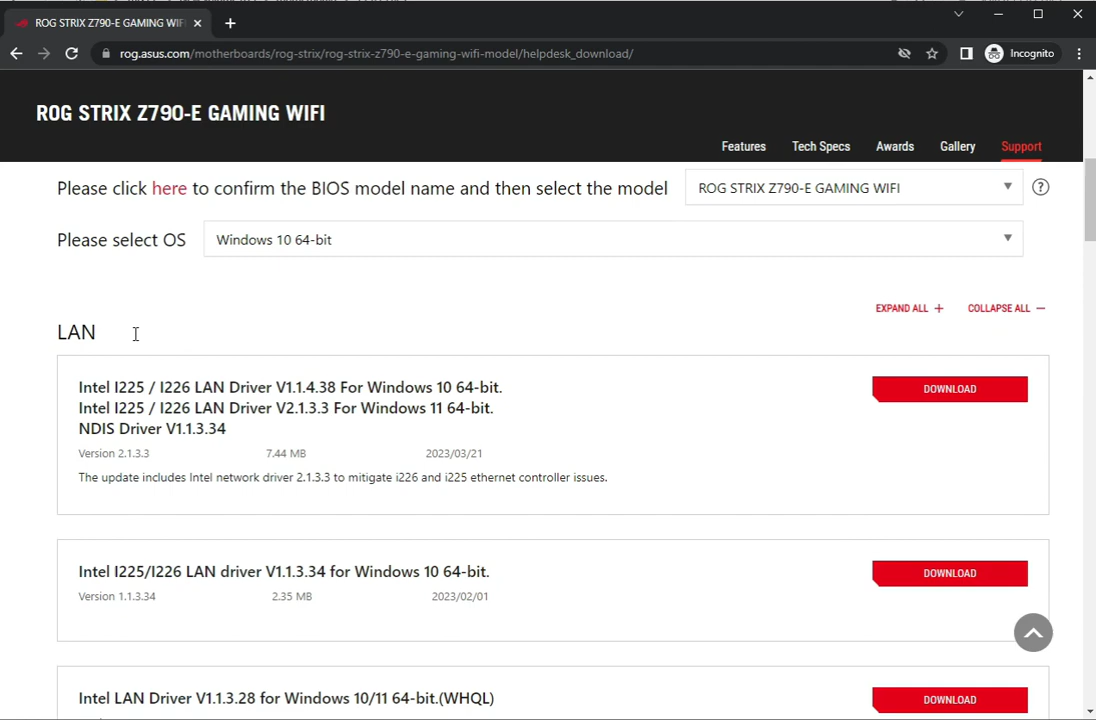 ROG STRIX Z790-E GAMING WIFI
rog.asus.com/motherboards/rog-strix/rog-strix-z790-e-gaming-wifi-model/helpdesk_download/
Incognito
ROG STRIX Z790-E GAMING WIFI
Features Tech Specs Awards Gallery Support
Please click here to confirm the BIOS model name and then select the model ROG STRIX Z790-E GAMING WIFI ?
Please select OS Windows 10 64-bit
EXPAND ALL + COLLAPSE ALL −
LAN
Intel I225 / I226 LAN Driver V1.1.4.38 For Windows 10 64-bit. DOWNLOAD
Intel I225 / I226 LAN Driver V2.1.3.3 For Windows 11 64-bit.
NDIS Driver V1.1.3.34
Version 2.1.3.3 7.44 MB 2023/03/21
The update includes Intel network driver 2.1.3.3 to mitigate i226 and i225 ethernet controller issues.
Intel I225/I226 LAN driver V1.1.3.34 for Windows 10 64-bit. DOWNLOAD
Version 1.1.3.34 2.35 MB 2023/02/01
Intel LAN Driver V1.1.3.28 for Windows 10/11 64-bit.(WHQL) DOWNLOAD